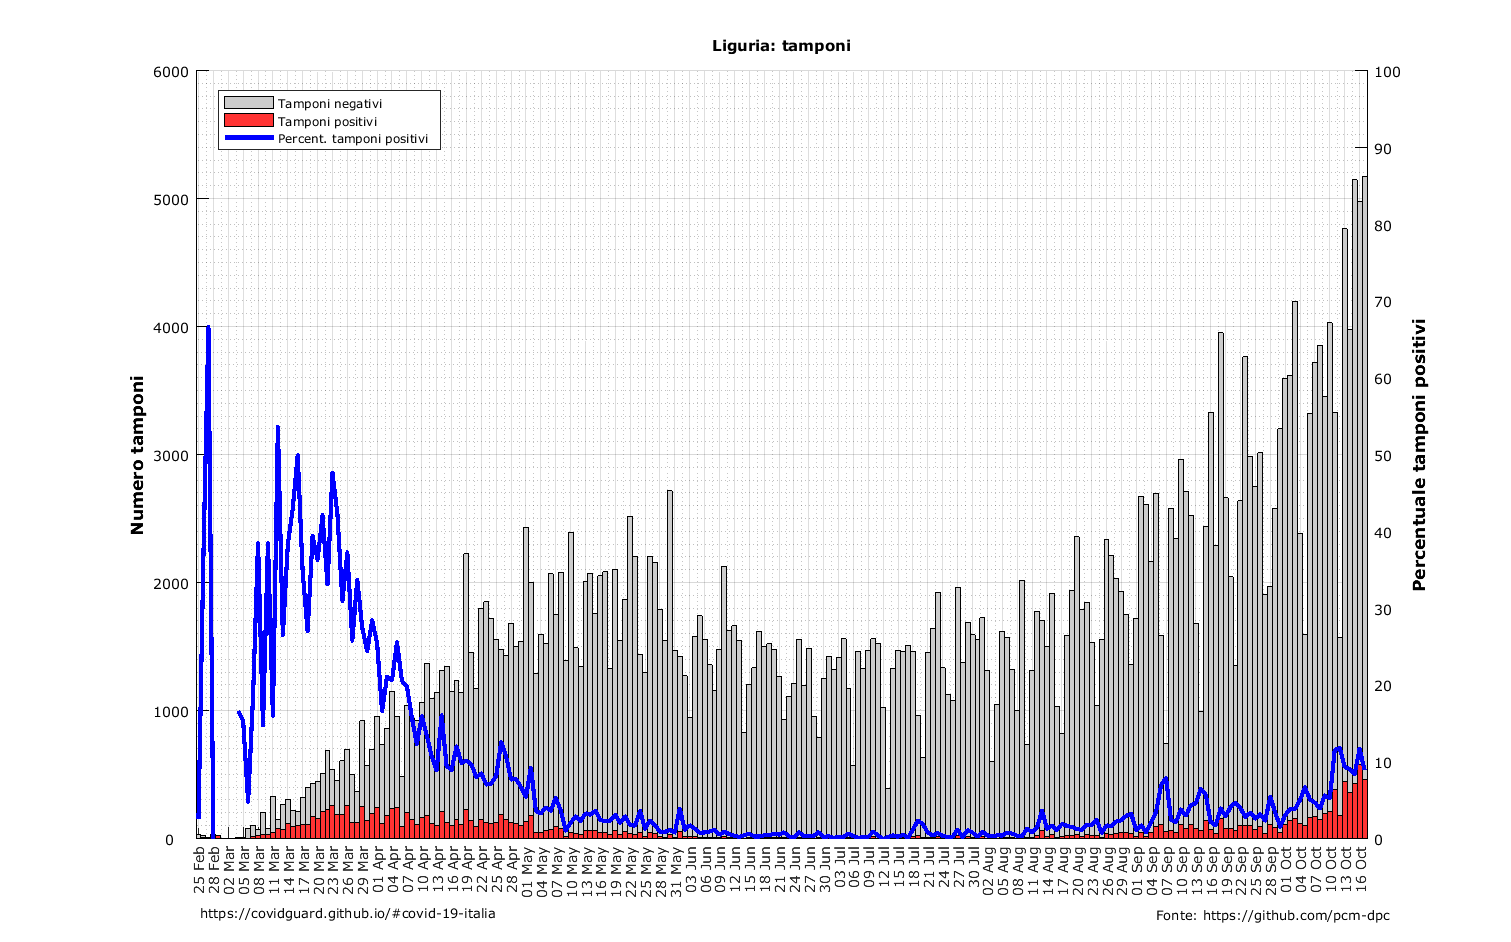 Liguria: tamponi
Tamponi negativi
Tamponi positivi
Percent. tamponi positivi
Numero tamponi
6000
5000
4000
3000
2000
1000
0
Percentuale tamponi positivi
100
90
80
70
60
50
40
30
20
10
0
25 Feb
28 Feb
02 Mar
05 Mar
08 Mar
11 Mar
14 Mar
17 Mar
20 Mar
23 Mar
26 Mar
29 Mar
01 Apr
04 Apr
07 Apr
10 Apr
13 Apr
16 Apr
19 Apr
22 Apr
25 Apr
28 Apr
01 May
04 May
07 May
10 May
13 May
16 May
19 May
22 May
25 May
28 May
31 May
03 Jun
06 Jun
09 Jun
12 Jun
15 Jun
18 Jun
21 Jun
24 Jun
27 Jun
30 Jun
03 Jul
06 Jul
09 Jul
12 Jul
15 Jul
18 Jul
21 Jul
24 Jul
27 Jul
30 Jul
02 Aug
05 Aug
08 Aug
11 Aug
14 Aug
17 Aug
20 Aug
23 Aug
26 Aug
29 Aug
01 Sep
04 Sep
07 Sep
10 Sep
13 Sep
16 Sep
19 Sep
22 Sep
25 Sep
28 Sep
01 Oct
04 Oct
07 Oct
10 Oct
13 Oct
16 Oct
https://covidguard.github.io/#covid-19-italia
Fonte: https://github.com/pcm-dpc